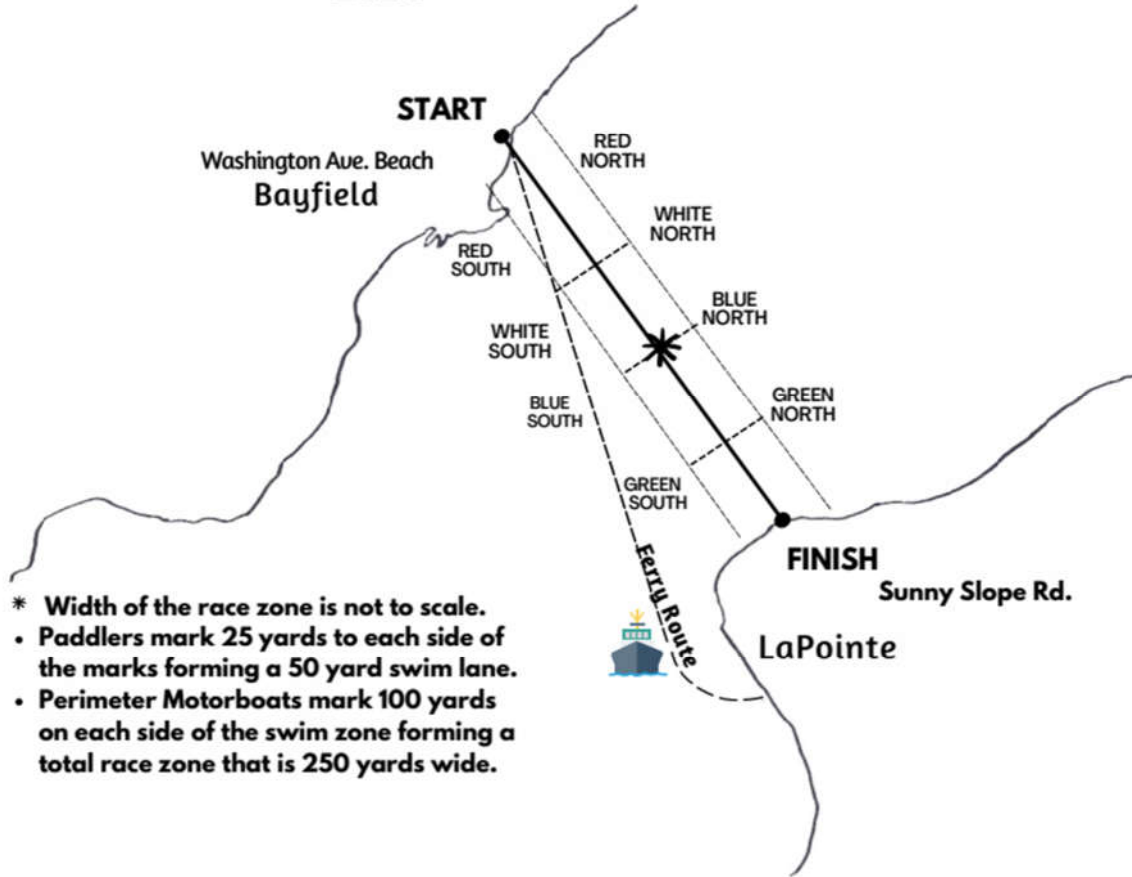 START
Washington Ave. Beach
Bayfield
RED
NORTH
WHITE
NORTH
RED
SOUTH
BLUE
NORTH
WHITE
SOUTH
BLUE
SOUTH
GREEN
NORTH
GREEN
SOUTH
Ferry Route
FINISH
Sunny Slope Rd.
LaPointe
* Width of the race zone is not to scale.
• Paddlers mark 25 yards to each side of
the marks forming a 50 yard swim lane.
• Perimeter Motorboats mark 100 yards
on each side of the swim zone forming a
total race zone that is 250 yards wide.